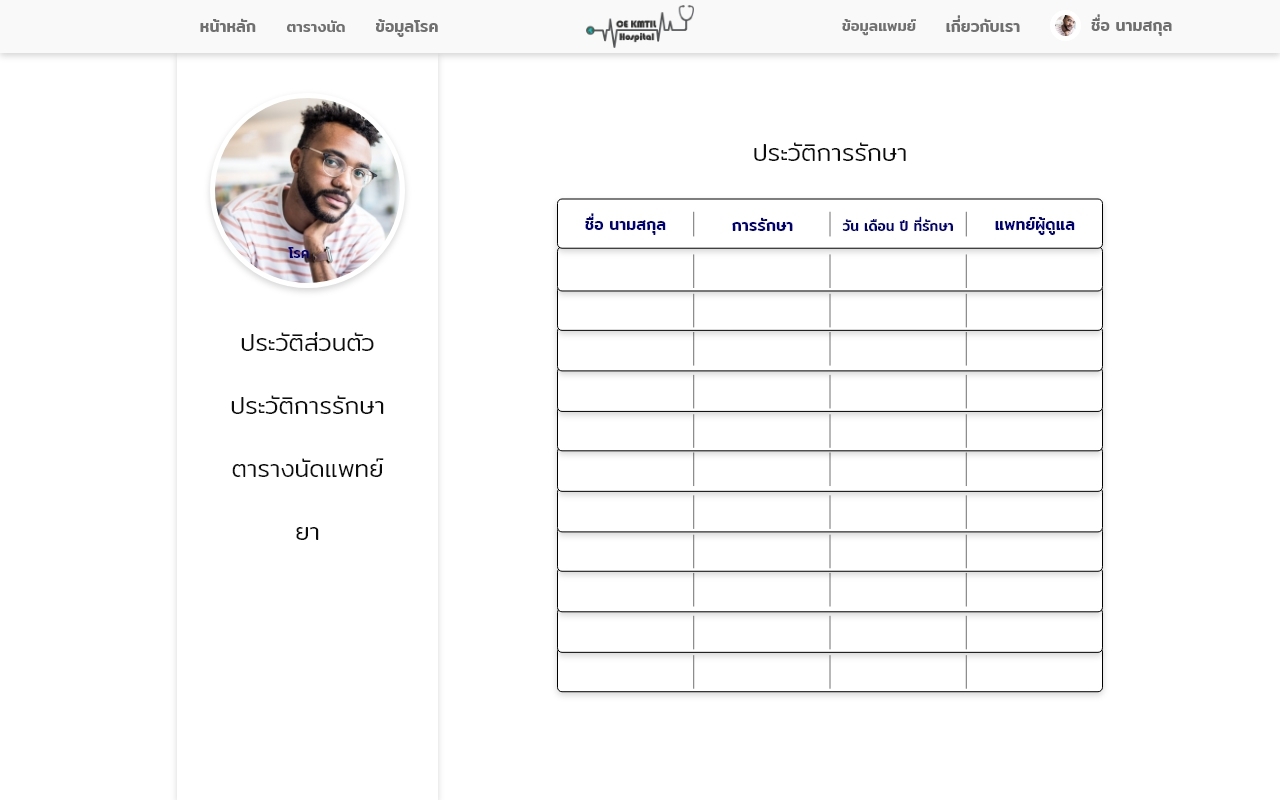 หน้าหลัก ตารางนัด ข้อมูลโรค OE KMTIL Hospital ข้อมูลแพมย์ เกี่ยวกับเรา ชื่อ นามสกุล
โรค
ประวัติส่วนตัว
ประวัติการรักษา
ตารางนัดแพทย์
ยา
ประวัติการรักษา
ชื่อ นามสกุล การรักษา วัน เดือน ปี ที่รักษา แพทย์ผู้ดูแล